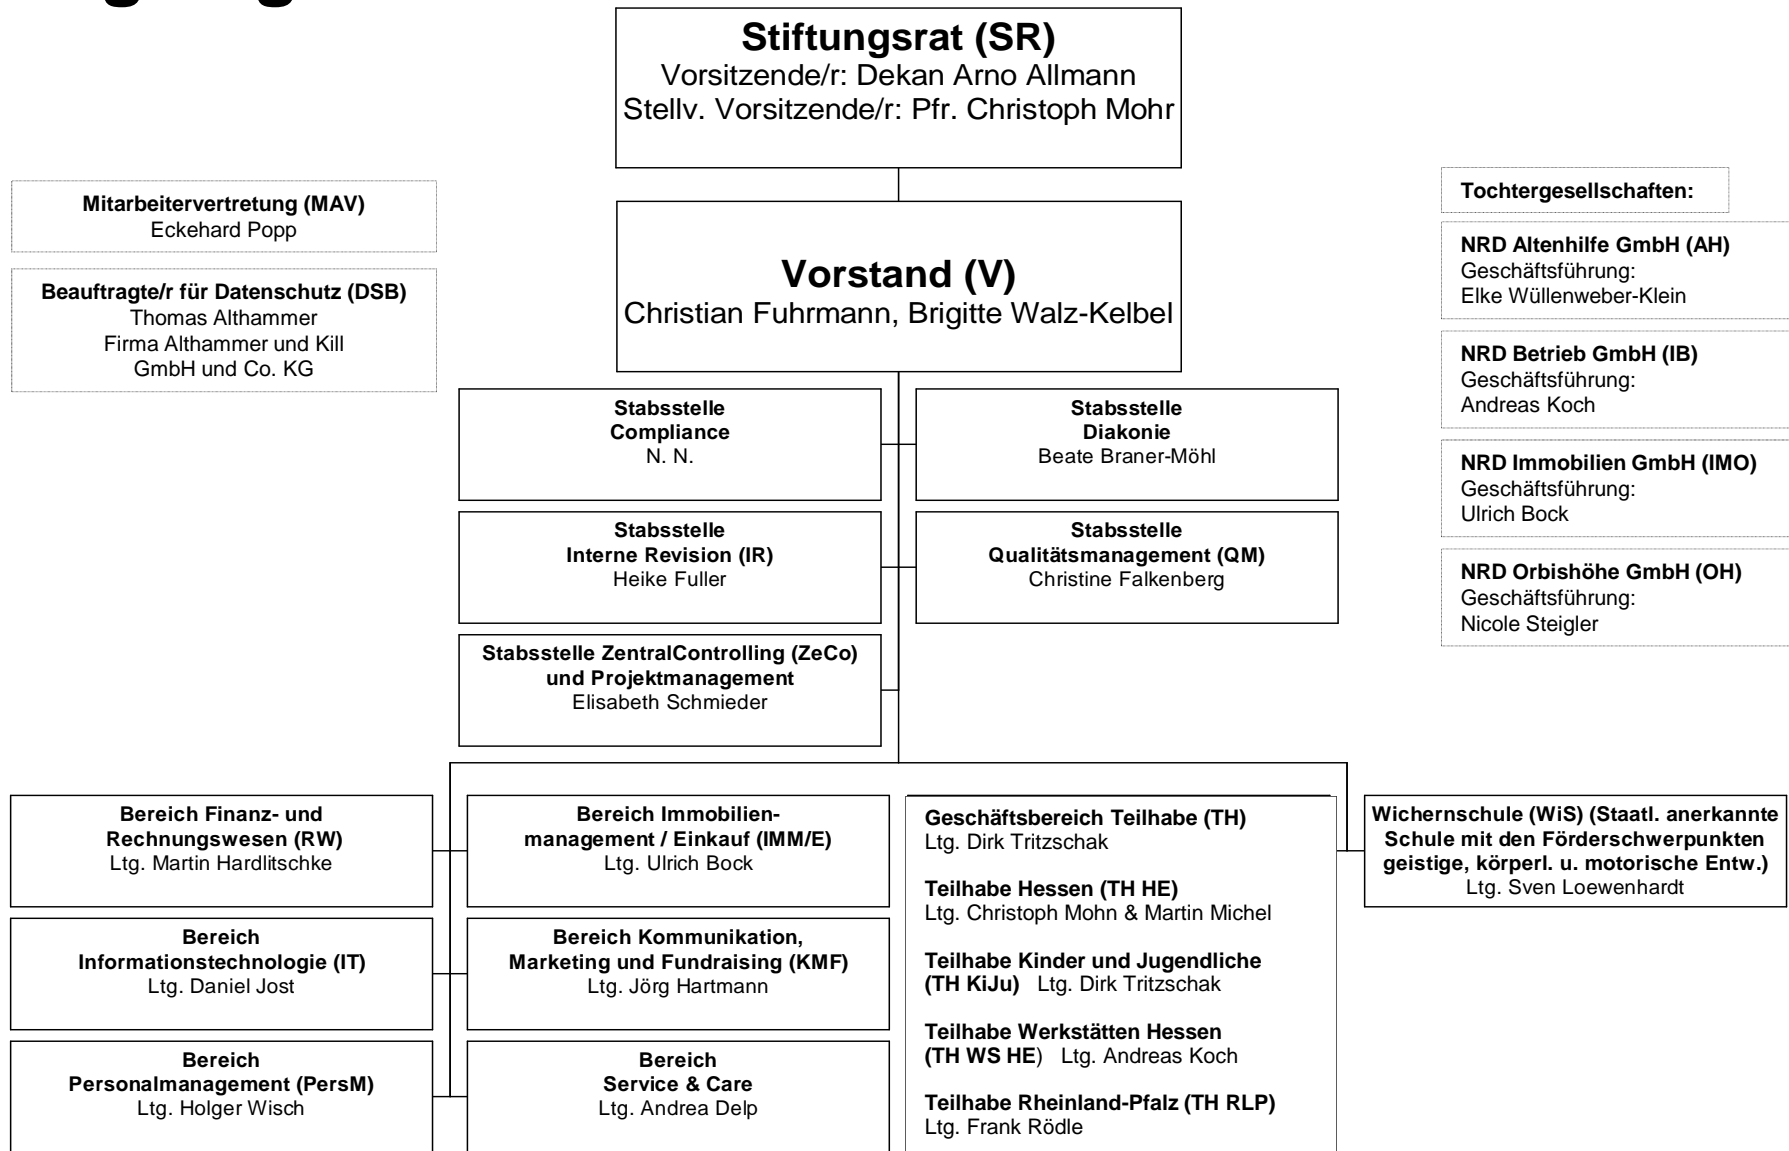 Stiftungsrat (SR)
Vorsitzende/r: Dekan Arno Allmann
Stellv. Vorsitzende/r: Pfr. Christoph Mohr
Mitarbeitervertretung (MAV)
Eckehard Popp
Beauftragte/r für Datenschutz (DSB)
Thomas Althammer
Firma Althammer und Kill
GmbH und Co. KG
Vorstand (V)
Christian Fuhrmann, Brigitte Walz-Kelbel
Tochtergesellschaften:
NRD Altenhilfe GmbH (AH)
Geschäftsführung:
Elke Wüllenweber-Klein
NRD Betrieb GmbH (IB)
Geschäftsführung:
Andreas Koch
NRD Immobilien GmbH (IMO)
Geschäftsführung:
Ulrich Bock
NRD Orbishöhe GmbH (OH)
Geschäftsführung:
Nicole Steigler
Stabsstelle
Compliance
N. N.
Stabsstelle
Diakonie
Beate Braner-Möhl
Stabsstelle
Interne Revision (IR)
Heike Fuller
Stabsstelle
Qualitätsmanagement (QM)
Christine Falkenberg
Stabsstelle ZentralControlling (ZeCo)
und Projektmanagement
Elisabeth Schmieder
Bereich Finanz- und
Rechnungswesen (RW)
Ltg. Martin Hardlitschke
Bereich Immobilien-
management / Einkauf (IMM/E)
Ltg. Ulrich Bock
Bereich
Informationstechnologie (IT)
Ltg. Daniel Jost
Bereich Kommunikation,
Marketing und Fundraising (KMF)
Ltg. Jörg Hartmann
Bereich
Personalmanagement (PersM)
Ltg. Holger Wisch
Bereich
Service & Care
Ltg. Andrea Delp
Geschäftsbereich Teilhabe (TH)
Ltg. Dirk Tritzschak
Teilhabe Hessen (TH HE)
Ltg. Christoph Mohn & Martin Michel
Teilhabe Kinder und Jugendliche
(TH KiJu) Ltg. Dirk Tritzschak
Teilhabe Werkstätten Hessen
(TH WS HE) Ltg. Andreas Koch
Teilhabe Rheinland-Pfalz (TH RLP)
Ltg. Frank Rödle
Wichernschule (WiS) (Staatl. anerkannte
Schule mit den Förderschwerpunkten
geistige, körperl. u. motorische Entw.)
Ltg. Sven Loewenhardt